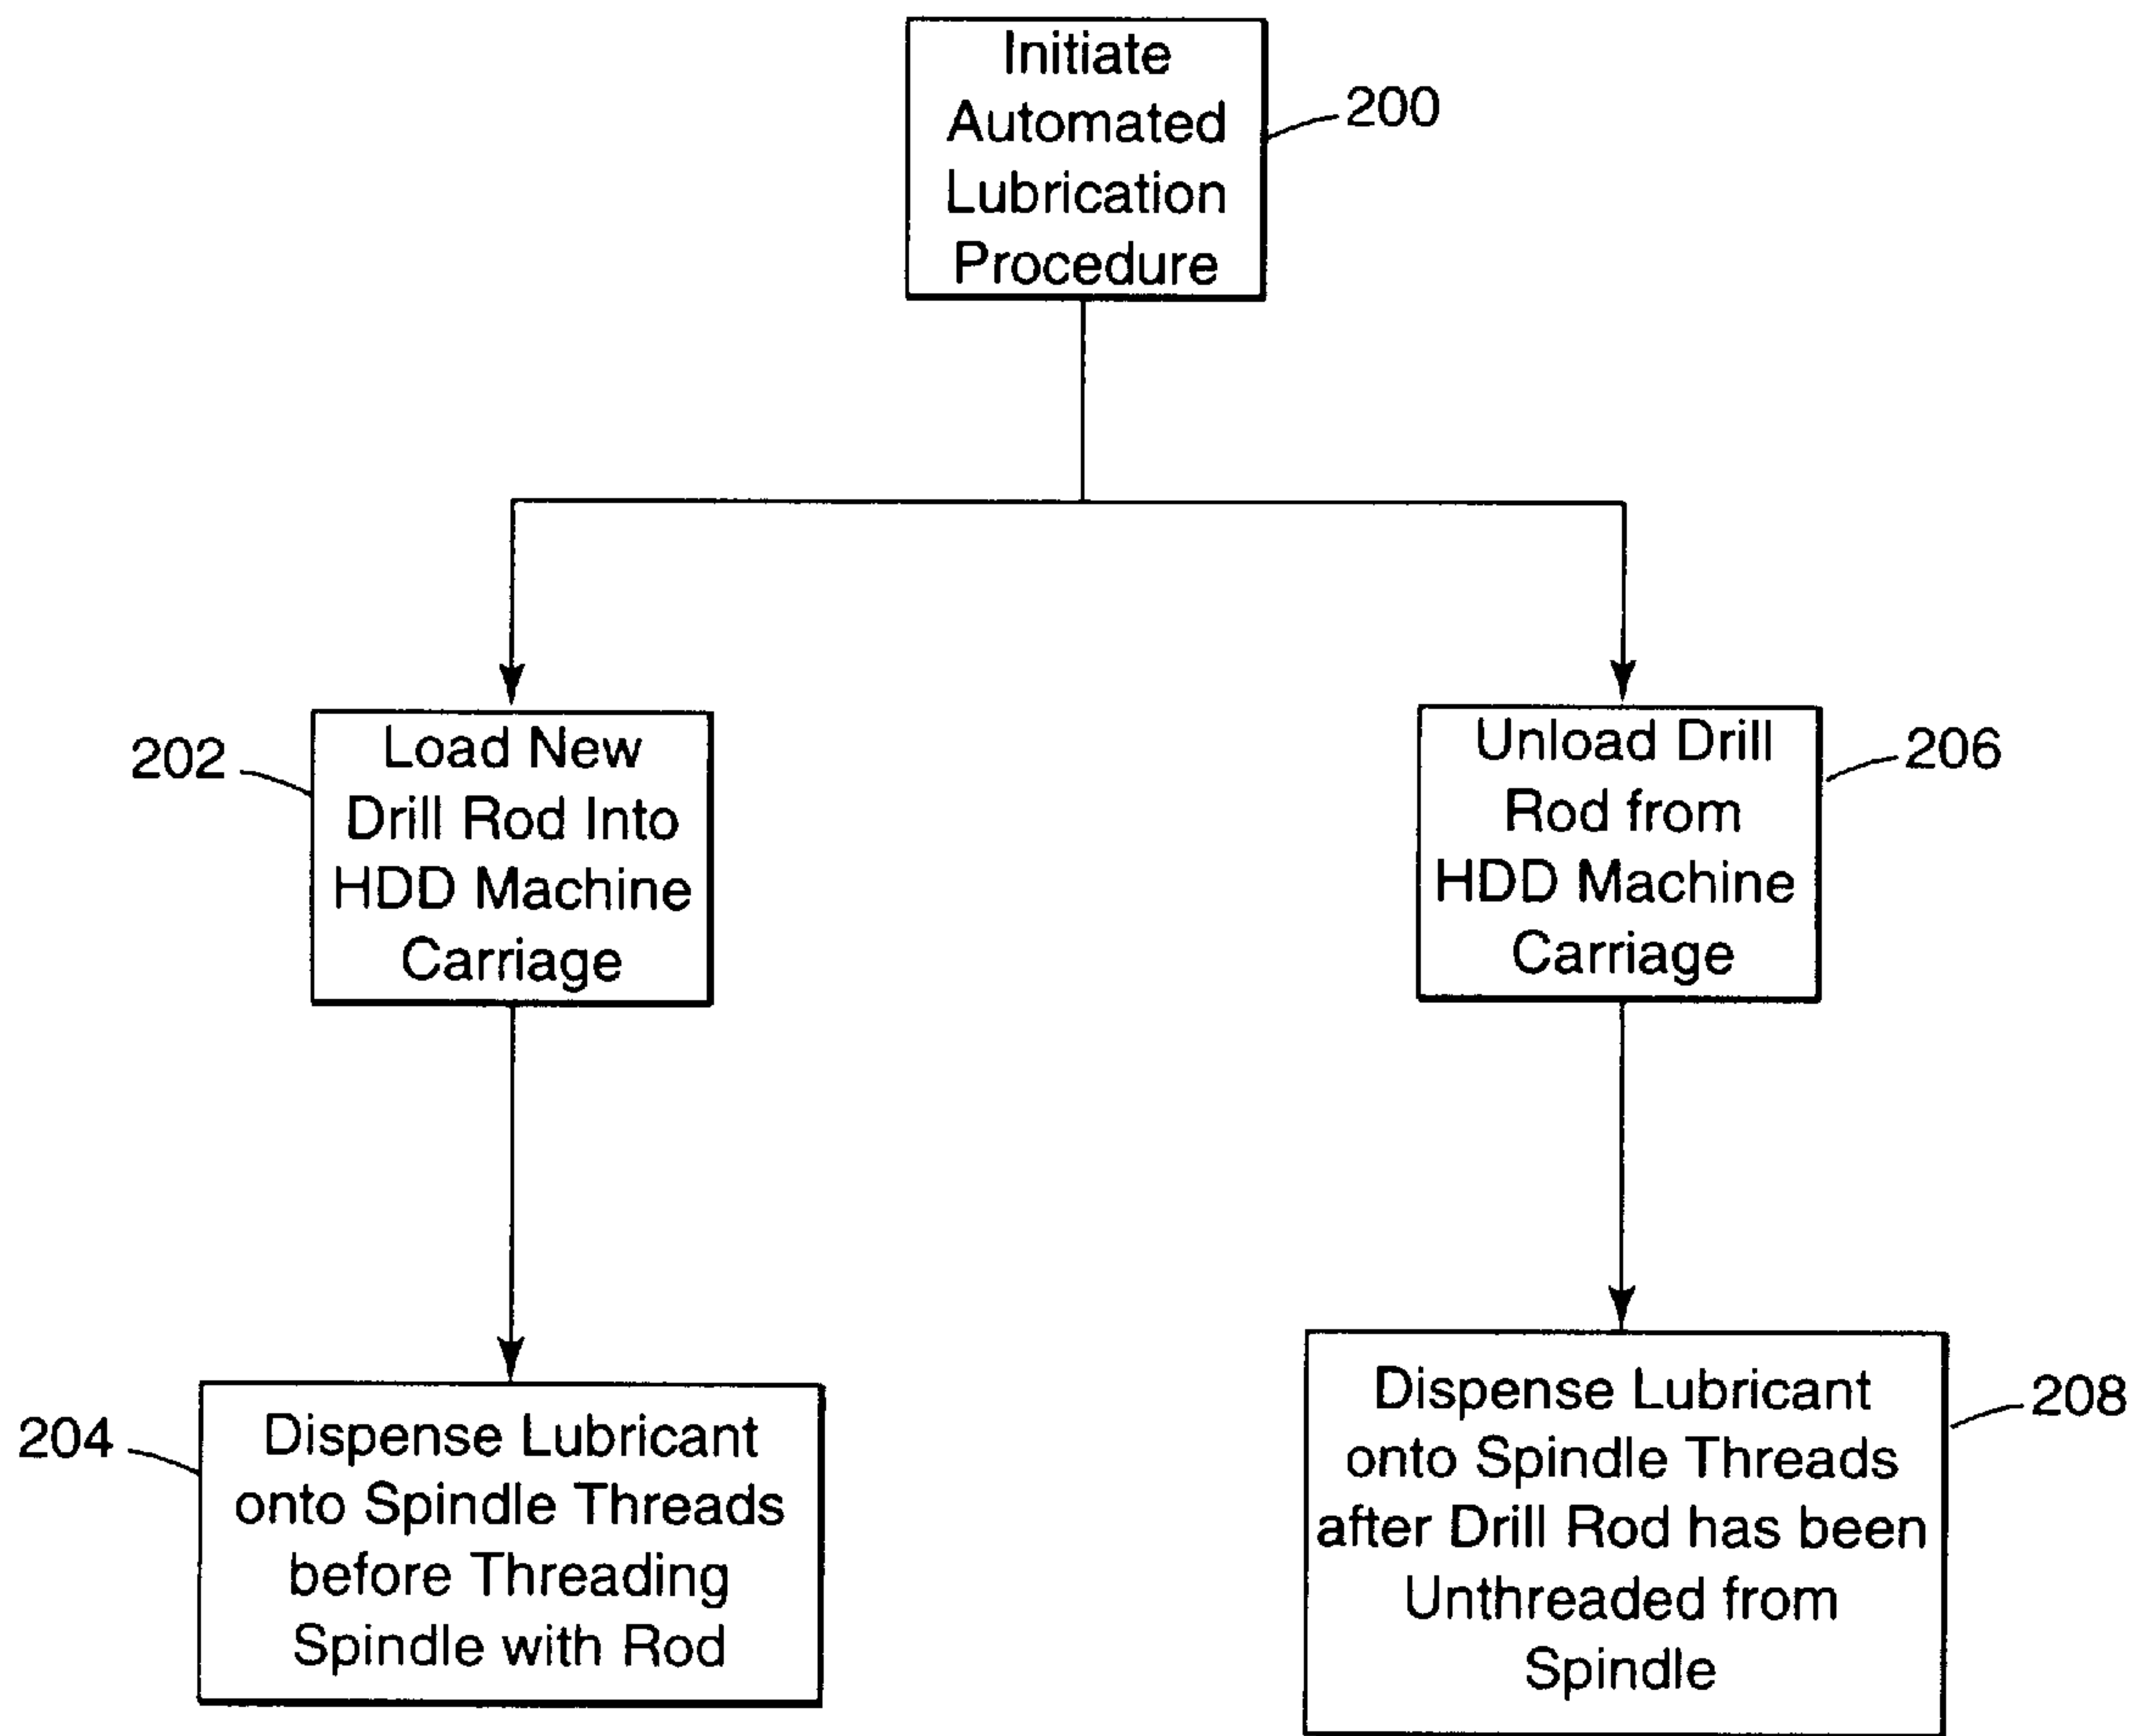 Initiate
Automated
Lubrication
Procedure
200
202
Load New
Drill Rod Into
HDD Machine
Carriage
Unload Drill
Rod from
HDD Machine
Carriage
206
204
Dispense Lubricant
onto Spindle Threads
before Threading
Spindle with Rod
Dispense Lubricant
onto Spindle Threads
after Drill Rod has been
Unthreaded from
Spindle
208